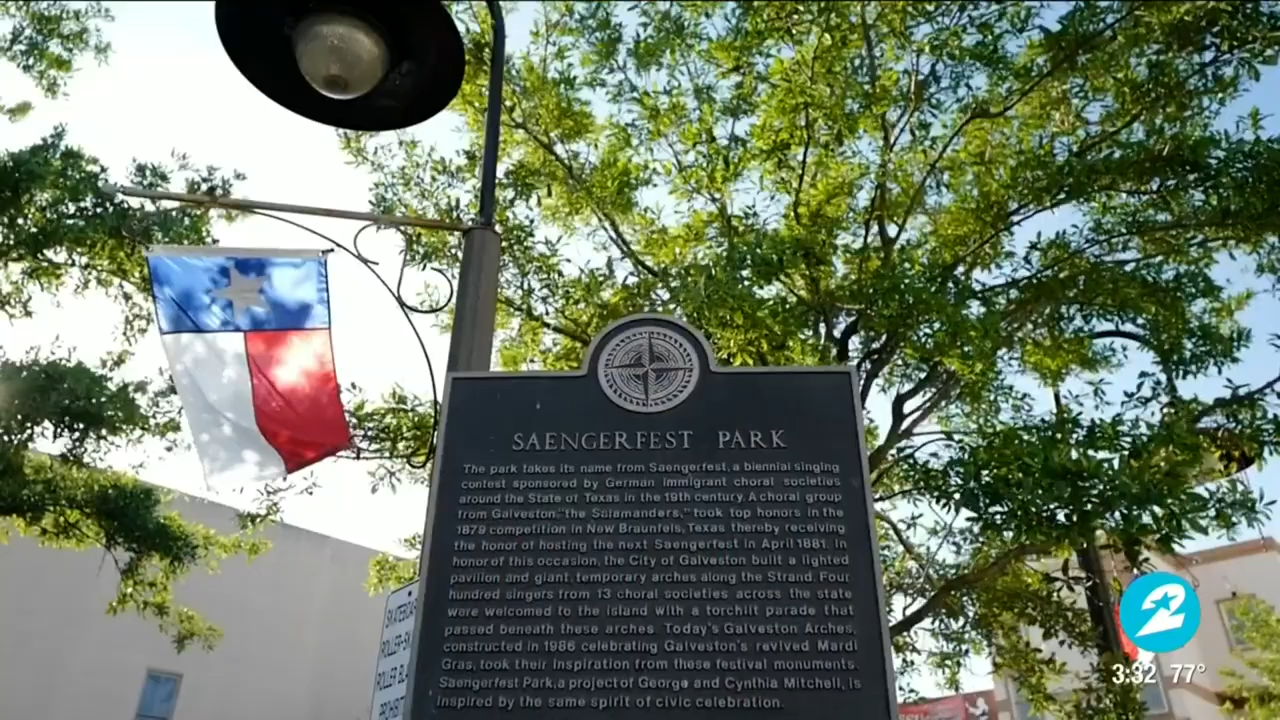 SAENGERFEST PARK
The park takes its name from Saengerfest, a biennial singing
contest sponsored by German immigrant choral societies
around the State of Texas in the 19th century. A choral group
from Galveston, "the Salamanders," took top honors in the
1879 competition in New Braunfels, Texas thereby receiving
the honor of hosting the next Saengerfest in April 1881. In
honor of this occasion, the City of Galveston built a lighted
pavilion and giant, temporary arches along the Strand. Four
hundred singers from 13 choral societies across the state
were welcomed to the island with a torchlit parade that
passed beneath these arches. Today's Galveston Arches,
constructed in 1986 celebrating Galveston's revived Mardi
Gras, took their inspiration from these festival monuments.
Saengerfest Park, a project of George and Cynthia Mitchell, is
inspired by the same spirit of civic celebration.
SKATEBOA
ROLLER-SK
ROLLER BL
PROHIBIT
2
3:32 77°